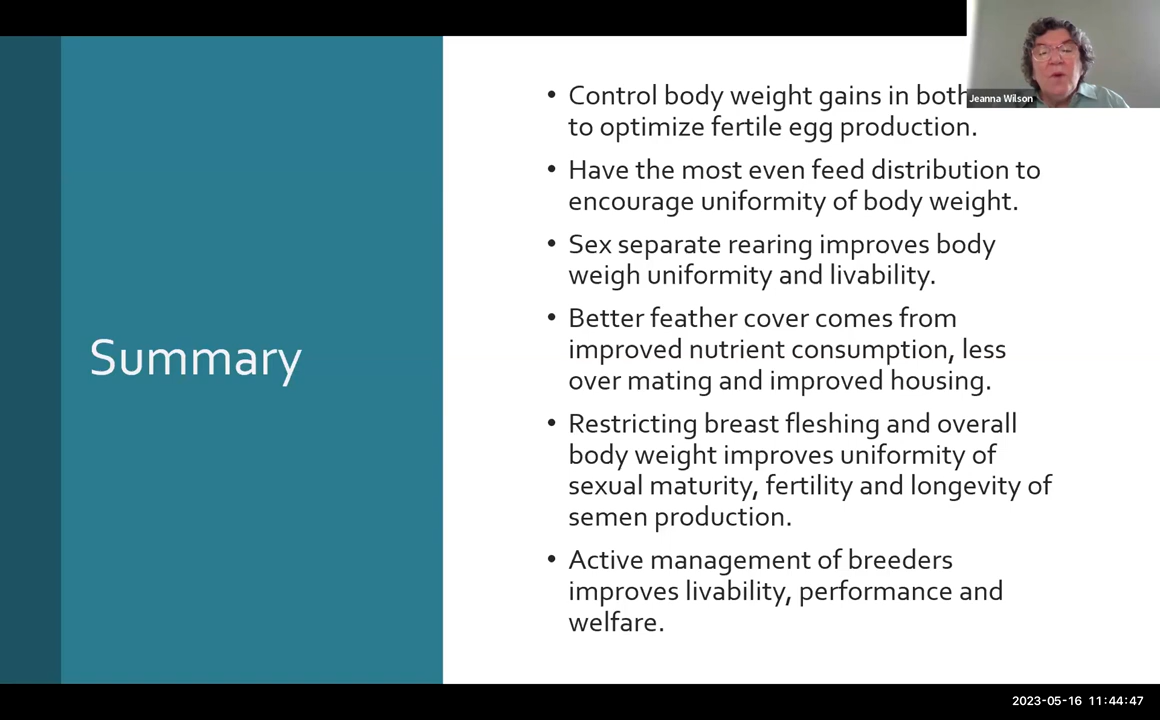 Summary
• Control body weight gains in both
to optimize fertile egg production.
• Have the most even feed distribution to
encourage uniformity of body weight.
• Sex separate rearing improves body
weigh uniformity and livability.
• Better feather cover comes from
improved nutrient consumption, less
over mating and improved housing.
• Restricting breast fleshing and overall
body weight improves uniformity of
sexual maturity, fertility and longevity of
semen production.
• Active management of breeders
improves livability, performance and
welfare.
Jeanna Wilson
2023-05-16 11:44:47